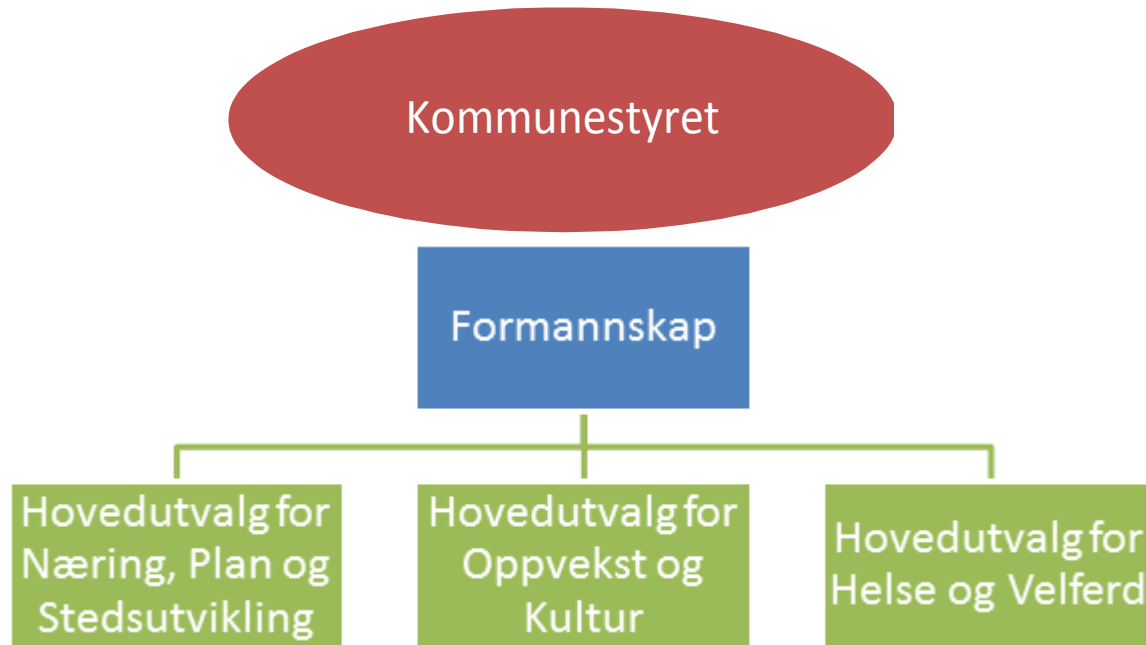 Kommunestyret
Formannskap
Hovedutvalg for
Næring, Plan og
Stedsutvikling
Hovedutvalg for
Oppvekst og
Kultur
Hovedutvalg for
Helse og Velferd